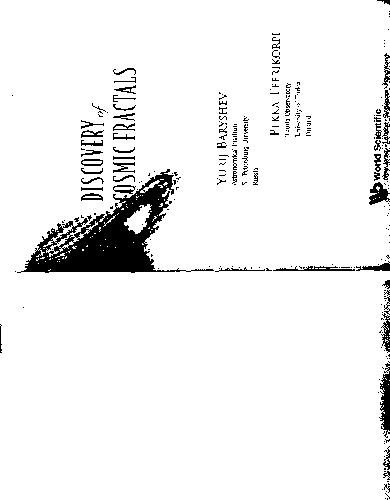 DISCOVERY of
COSMIC FRACTALS
YURIJ BARYSHEV
Astronomical Institute
St. Petersburg University
Russia
PEKKA TEERIKORPI
Tuorla Observatory
University of Turku
Finland
World Scientific